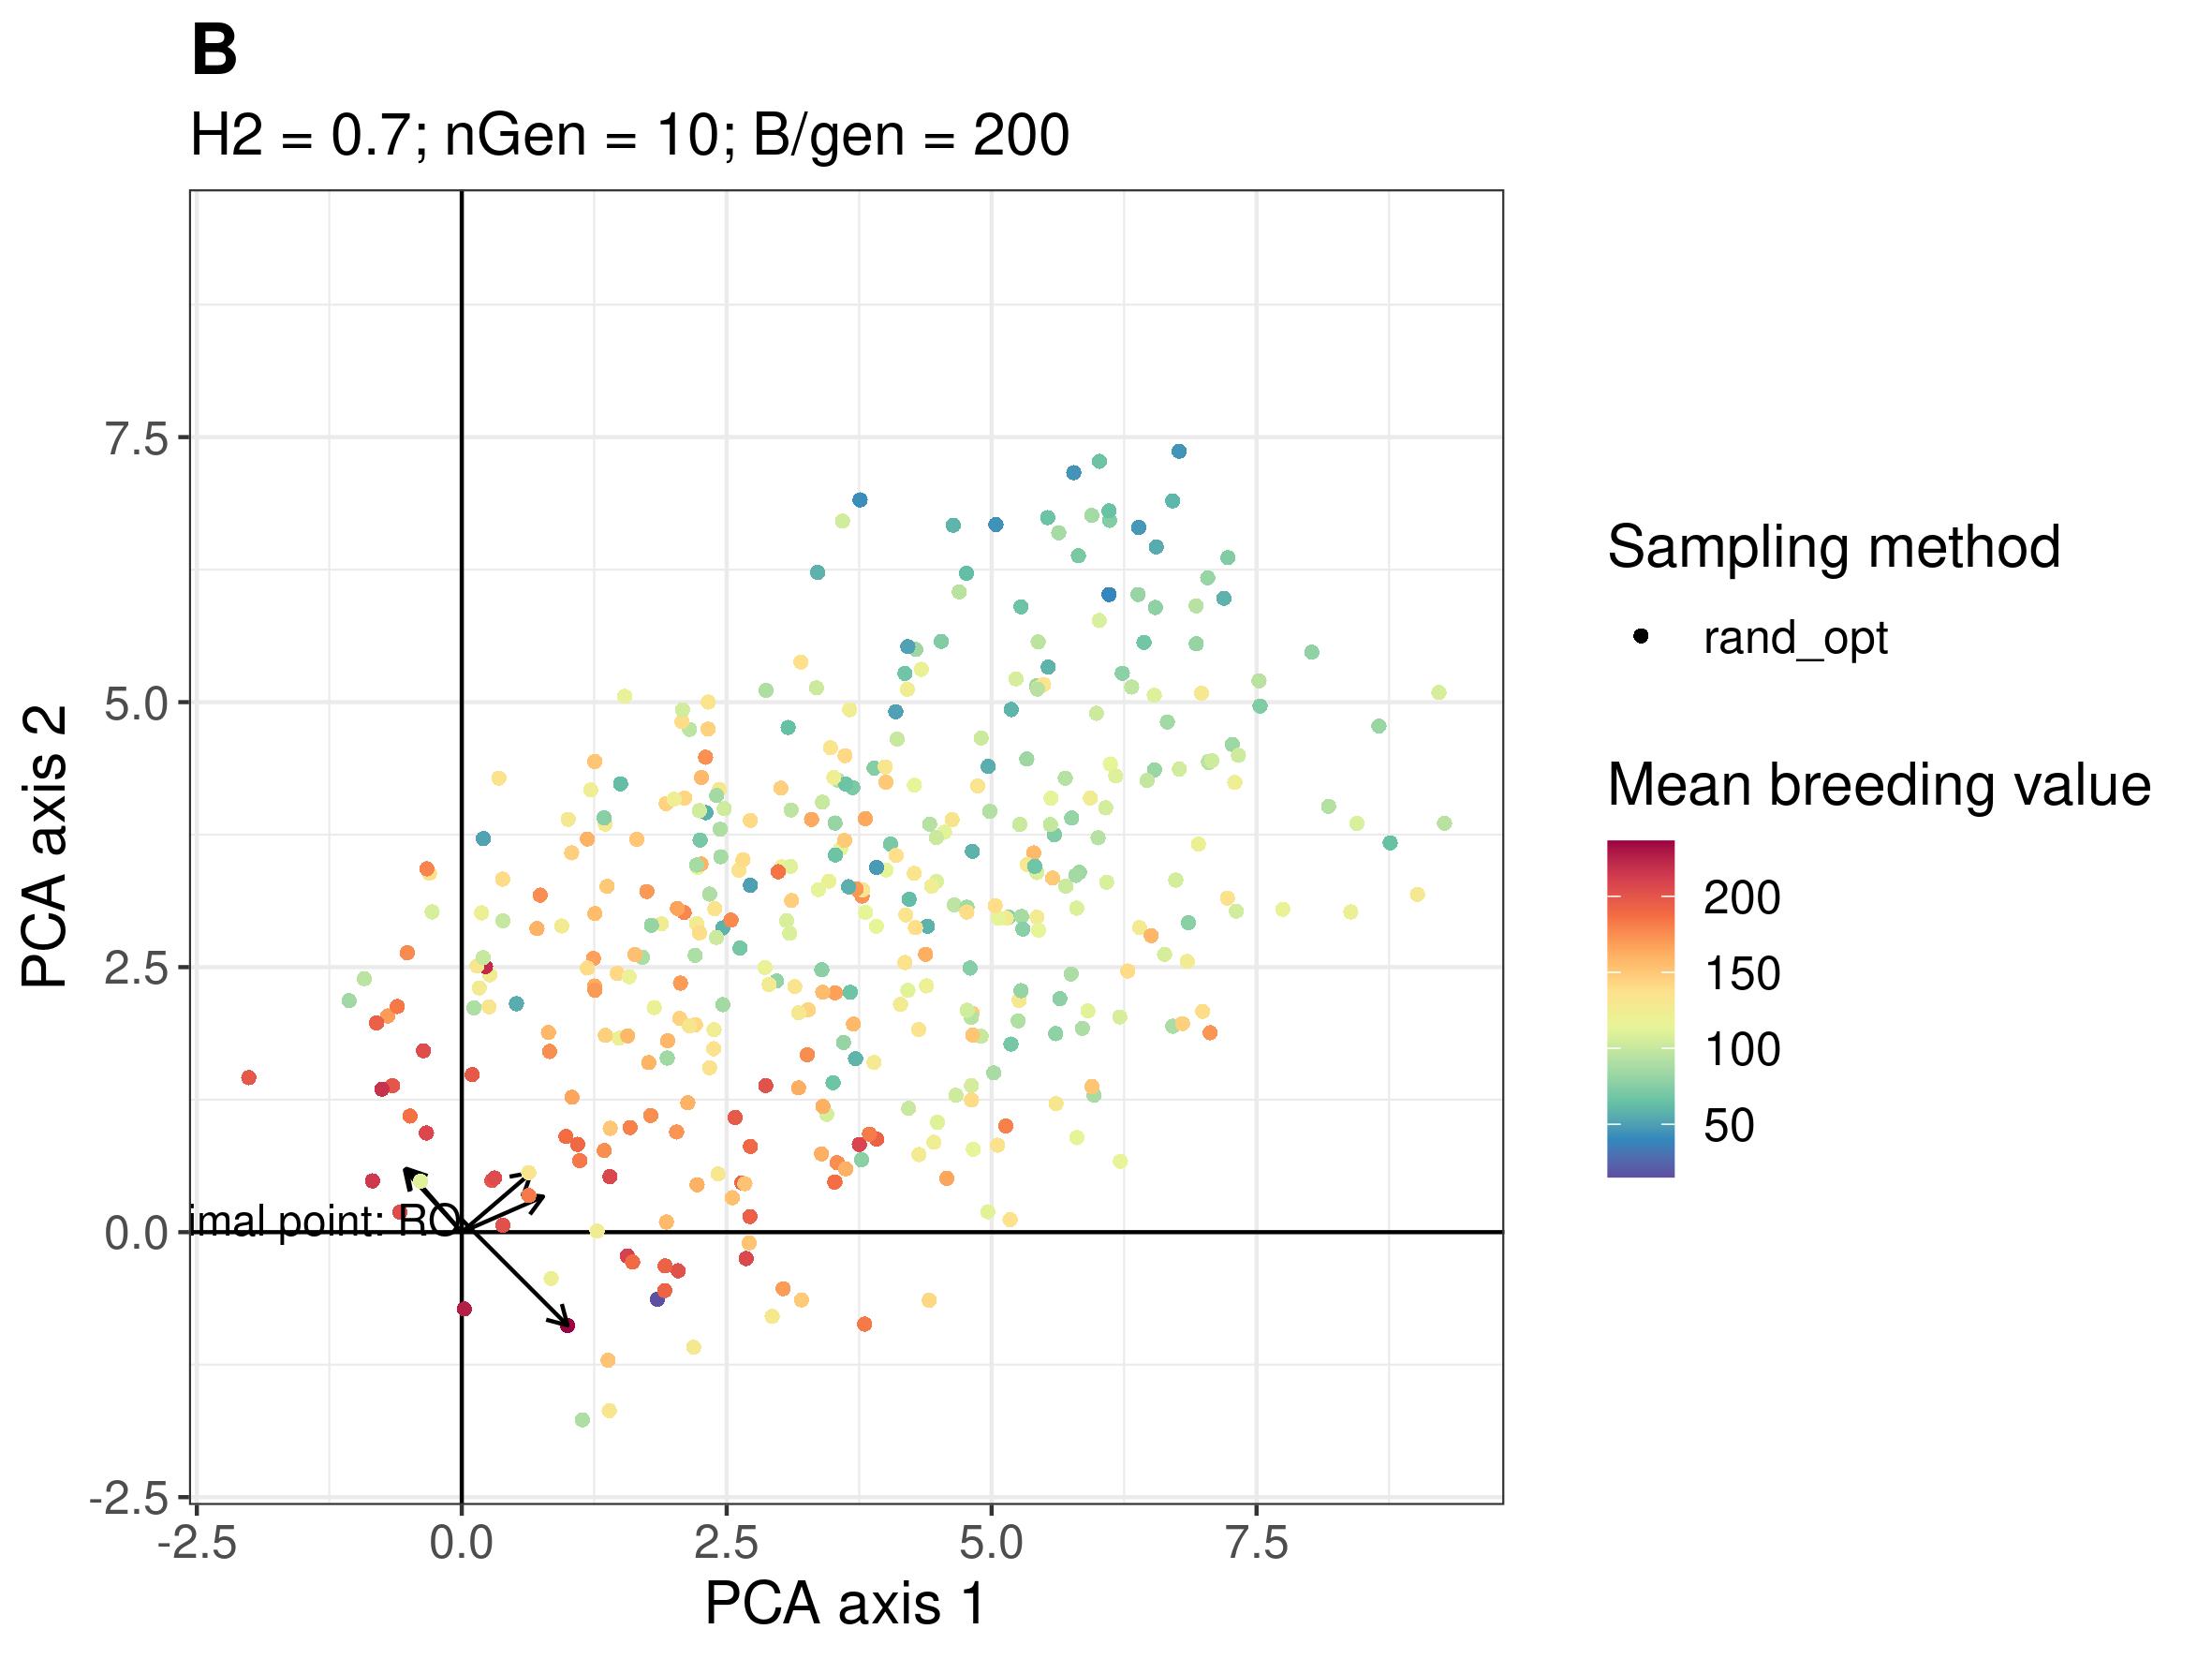 B
H2 = 0.7; nGen = 10; B/gen = 200
PCA axis 2
7.5
5.0
2.5
0.0
-2.5
imal point: RO
-2.5 0.0 2.5 5.0 7.5
PCA axis 1
Sampling method
rand_opt
Mean breeding value
200
150
100
50